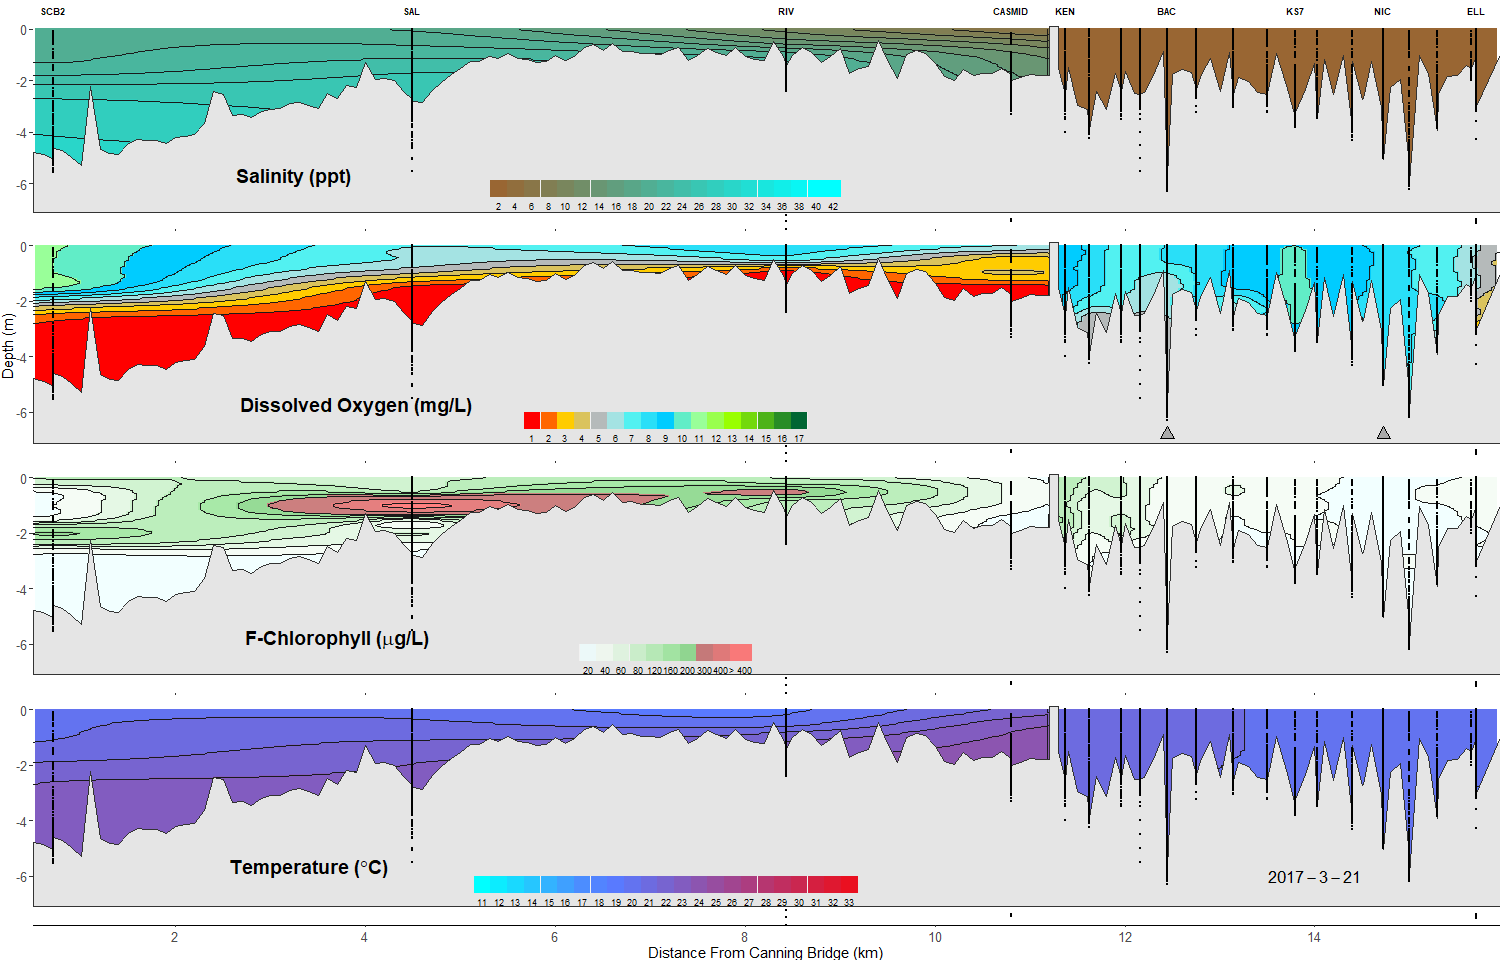 SCB2 SAL RIV CASMID KEN BAC KS7 NIC ELL
0
-2
-4
-6
Salinity (ppt)
2 4 6 8 10 12 14 16 18 20 22 24 26 28 30 32 34 36 38 40 42
0
-2
-4
-6
Depth (m)
Dissolved Oxygen (mg/L)
1 2 3 4 5 6 7 8 9 10 11 12 13 14 15 16 17
0
-2
-4
-6
F-Chlorophyll (μg/L)
20 40 60 80 120 160 200 300 400 > 400
0
-2
-4
-6
Temperature (°C)
2017 – 3 – 21
11 12 13 14 15 16 17 18 19 20 21 22 23 24 25 26 27 28 29 30 31 32 33
2 4 6 8 10 12 14
Distance From Canning Bridge (km)